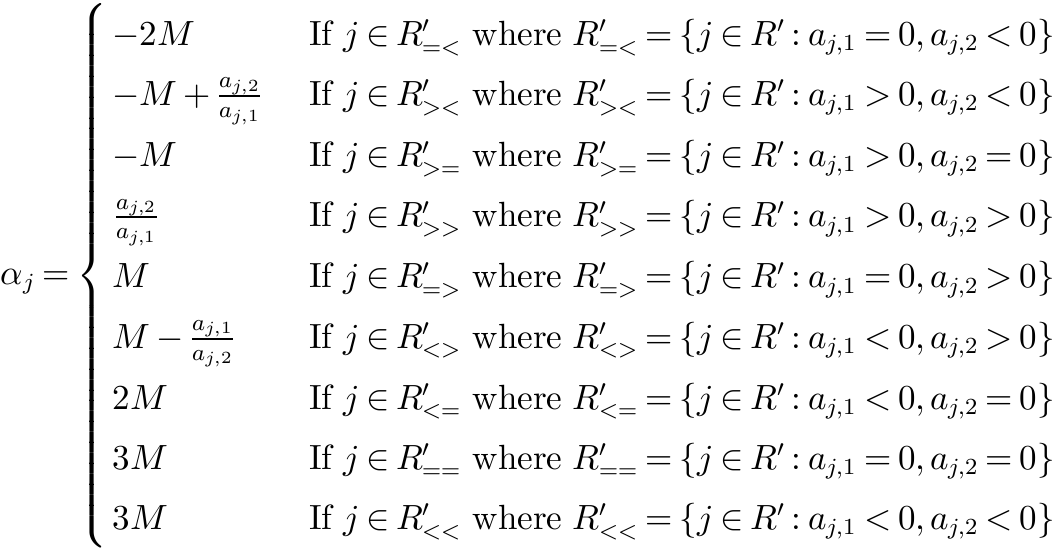 −2M If j ∈ R′=< where R′=< = {j ∈ R′ : a_{j,1} = 0, a_{j,2} < 0}
−M + \frac{a_{j,2}}{a_{j,1}} If j ∈ R′>< where R′>< = {j ∈ R′ : a_{j,1} > 0, a_{j,2} < 0}
−M If j ∈ R′>= where R′>= = {j ∈ R′ : a_{j,1} > 0, a_{j,2} = 0}
\frac{a_{j,2}}{a_{j,1}} If j ∈ R′>> where R′>> = {j ∈ R′ : a_{j,1} > 0, a_{j,2} > 0}
α_j = { M If j ∈ R′=> where R′=> = {j ∈ R′ : a_{j,1} = 0, a_{j,2} > 0}
M − \frac{a_{j,1}}{a_{j,2}} If j ∈ R′<> where R′<> = {j ∈ R′ : a_{j,1} < 0, a_{j,2} > 0}
2M If j ∈ R′<= where R′<= = {j ∈ R′ : a_{j,1} < 0, a_{j,2} = 0}
3M If j ∈ R′== where R′== = {j ∈ R′ : a_{j,1} = 0, a_{j,2} = 0}
3M If j ∈ R′<< where R′<< = {j ∈ R′ : a_{j,1} < 0, a_{j,2} < 0}